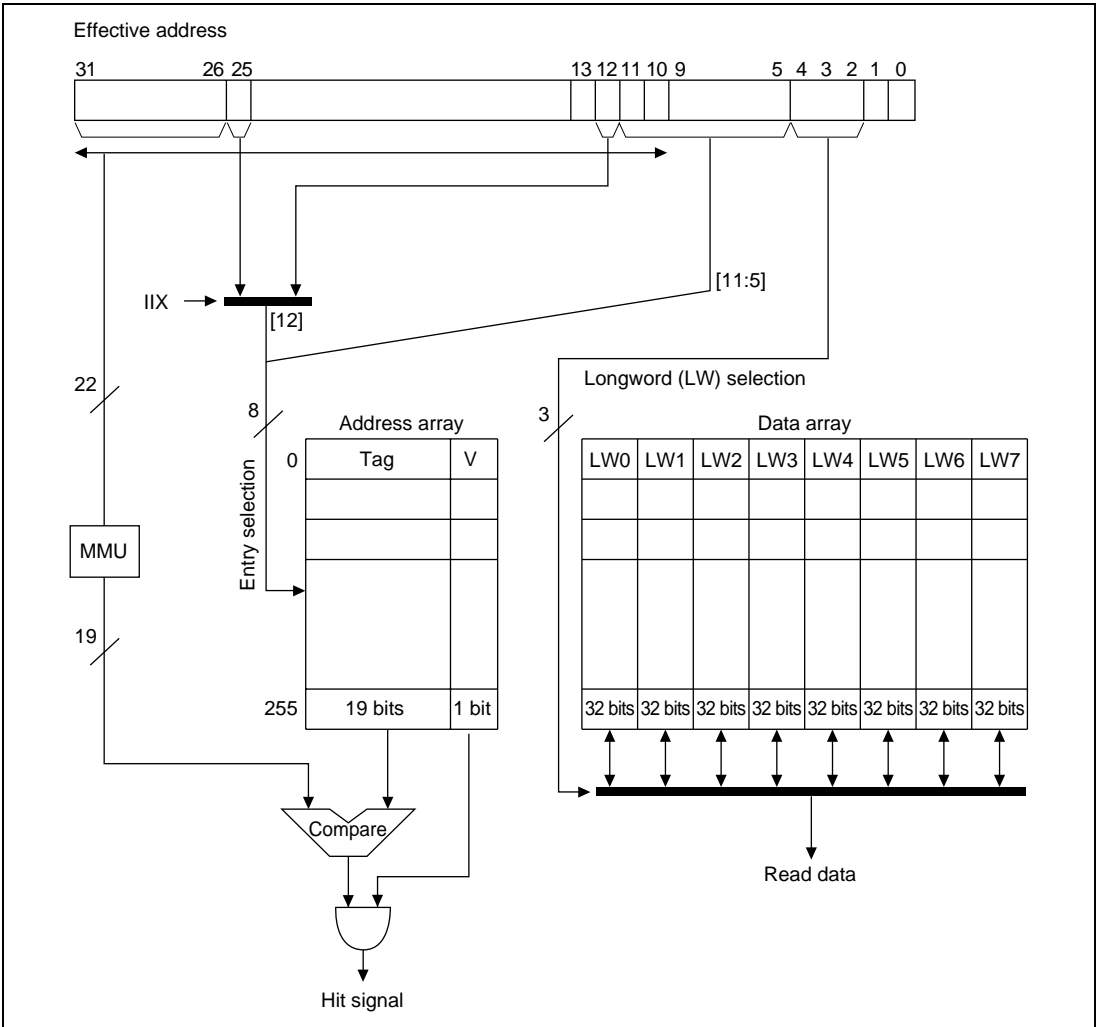 Effective address
31 26 25 13 12 11 10 9 5 4 3 2 1 0
[11:5]
IIX
[12]
22
Longword (LW) selection
8
3
Address array
Data array
0 Tag V
LW0 LW1 LW2 LW3 LW4 LW5 LW6 LW7
Entry selection
MMU
19
255 19 bits 1 bit
32 bits 32 bits 32 bits 32 bits 32 bits 32 bits 32 bits 32 bits
Compare
Read data
Hit signal